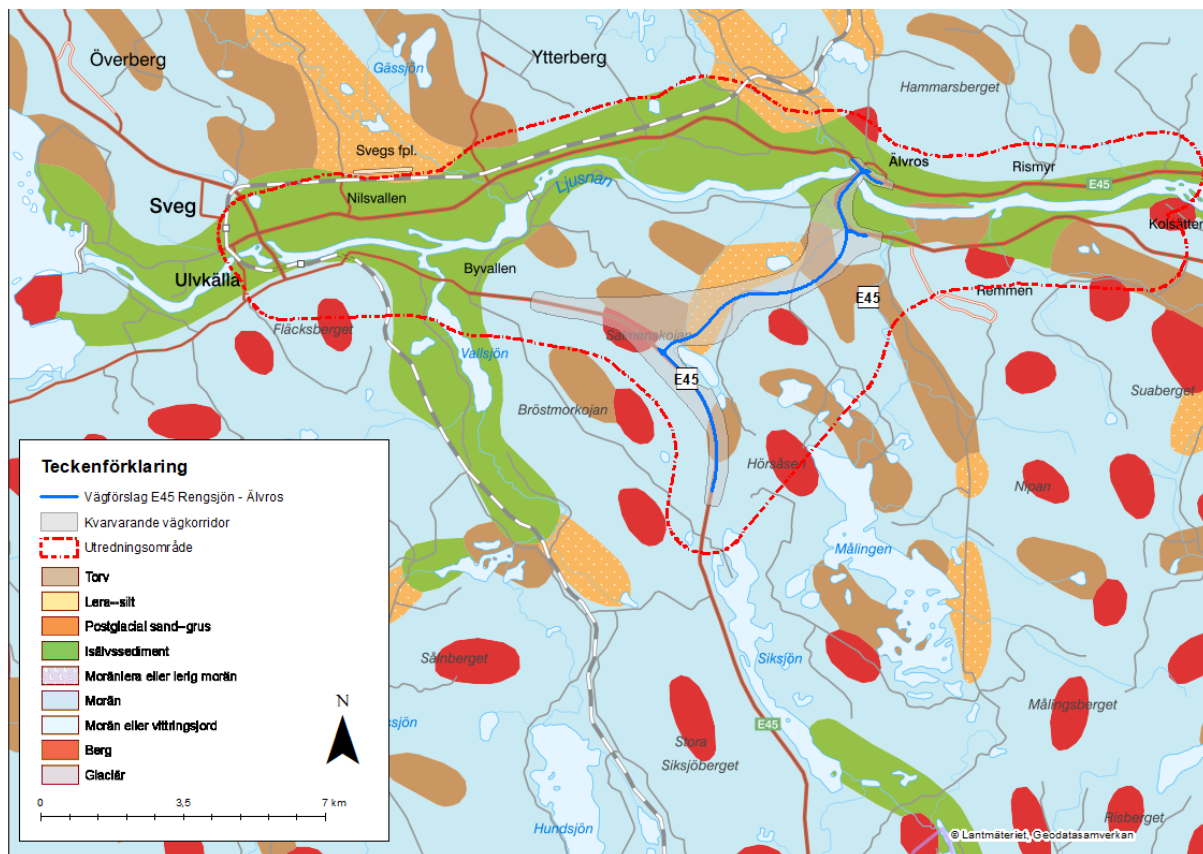 Överberg
Ytterberg
Gässjön
Hammarsberget
Svegs fpl.
Älvros
Rismyr
E45
Ljusnan
Nilsvallen
Sveg
Kolsätter
Byvallen
Ulvkälla
Remmen
E45
Fläcksberget
Salmenskojan
Vallsjön
E45
Suaberget
Bröstmorkojan
Hörsåsen
Nipan
Målingen
Teckenförklaring
Vägförslag E45 Rengsjön - Älvros
Kvarvarande vägkorridor
Utredningsområde
Torv
Lera--silt
Postglacial sand--grus
Isälvssediment
Moränlera eller lerig morän
Morän
Morän eller vittringsjord
Berg
Glaciär
N
0 3,5 7 km
Sålnberget
Siksjön
Målingsberget
ssjön
E45
Stora
Siksjöberget
Hundsjön
Risberget
© Lantmäteriet, Geodatasamverkan